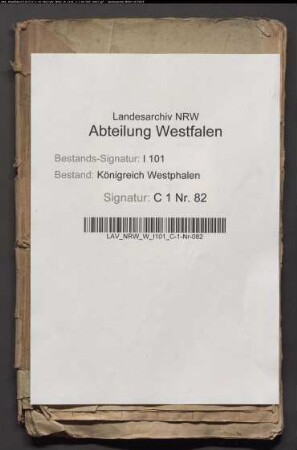 Landesarchiv NRW
Abteilung Westfalen
Bestands-Signatur: I 101
Bestand: Königreich Westphalen
Signatur: C 1 Nr. 82
LAV_NRW_W_I101_C-1-Nr-082